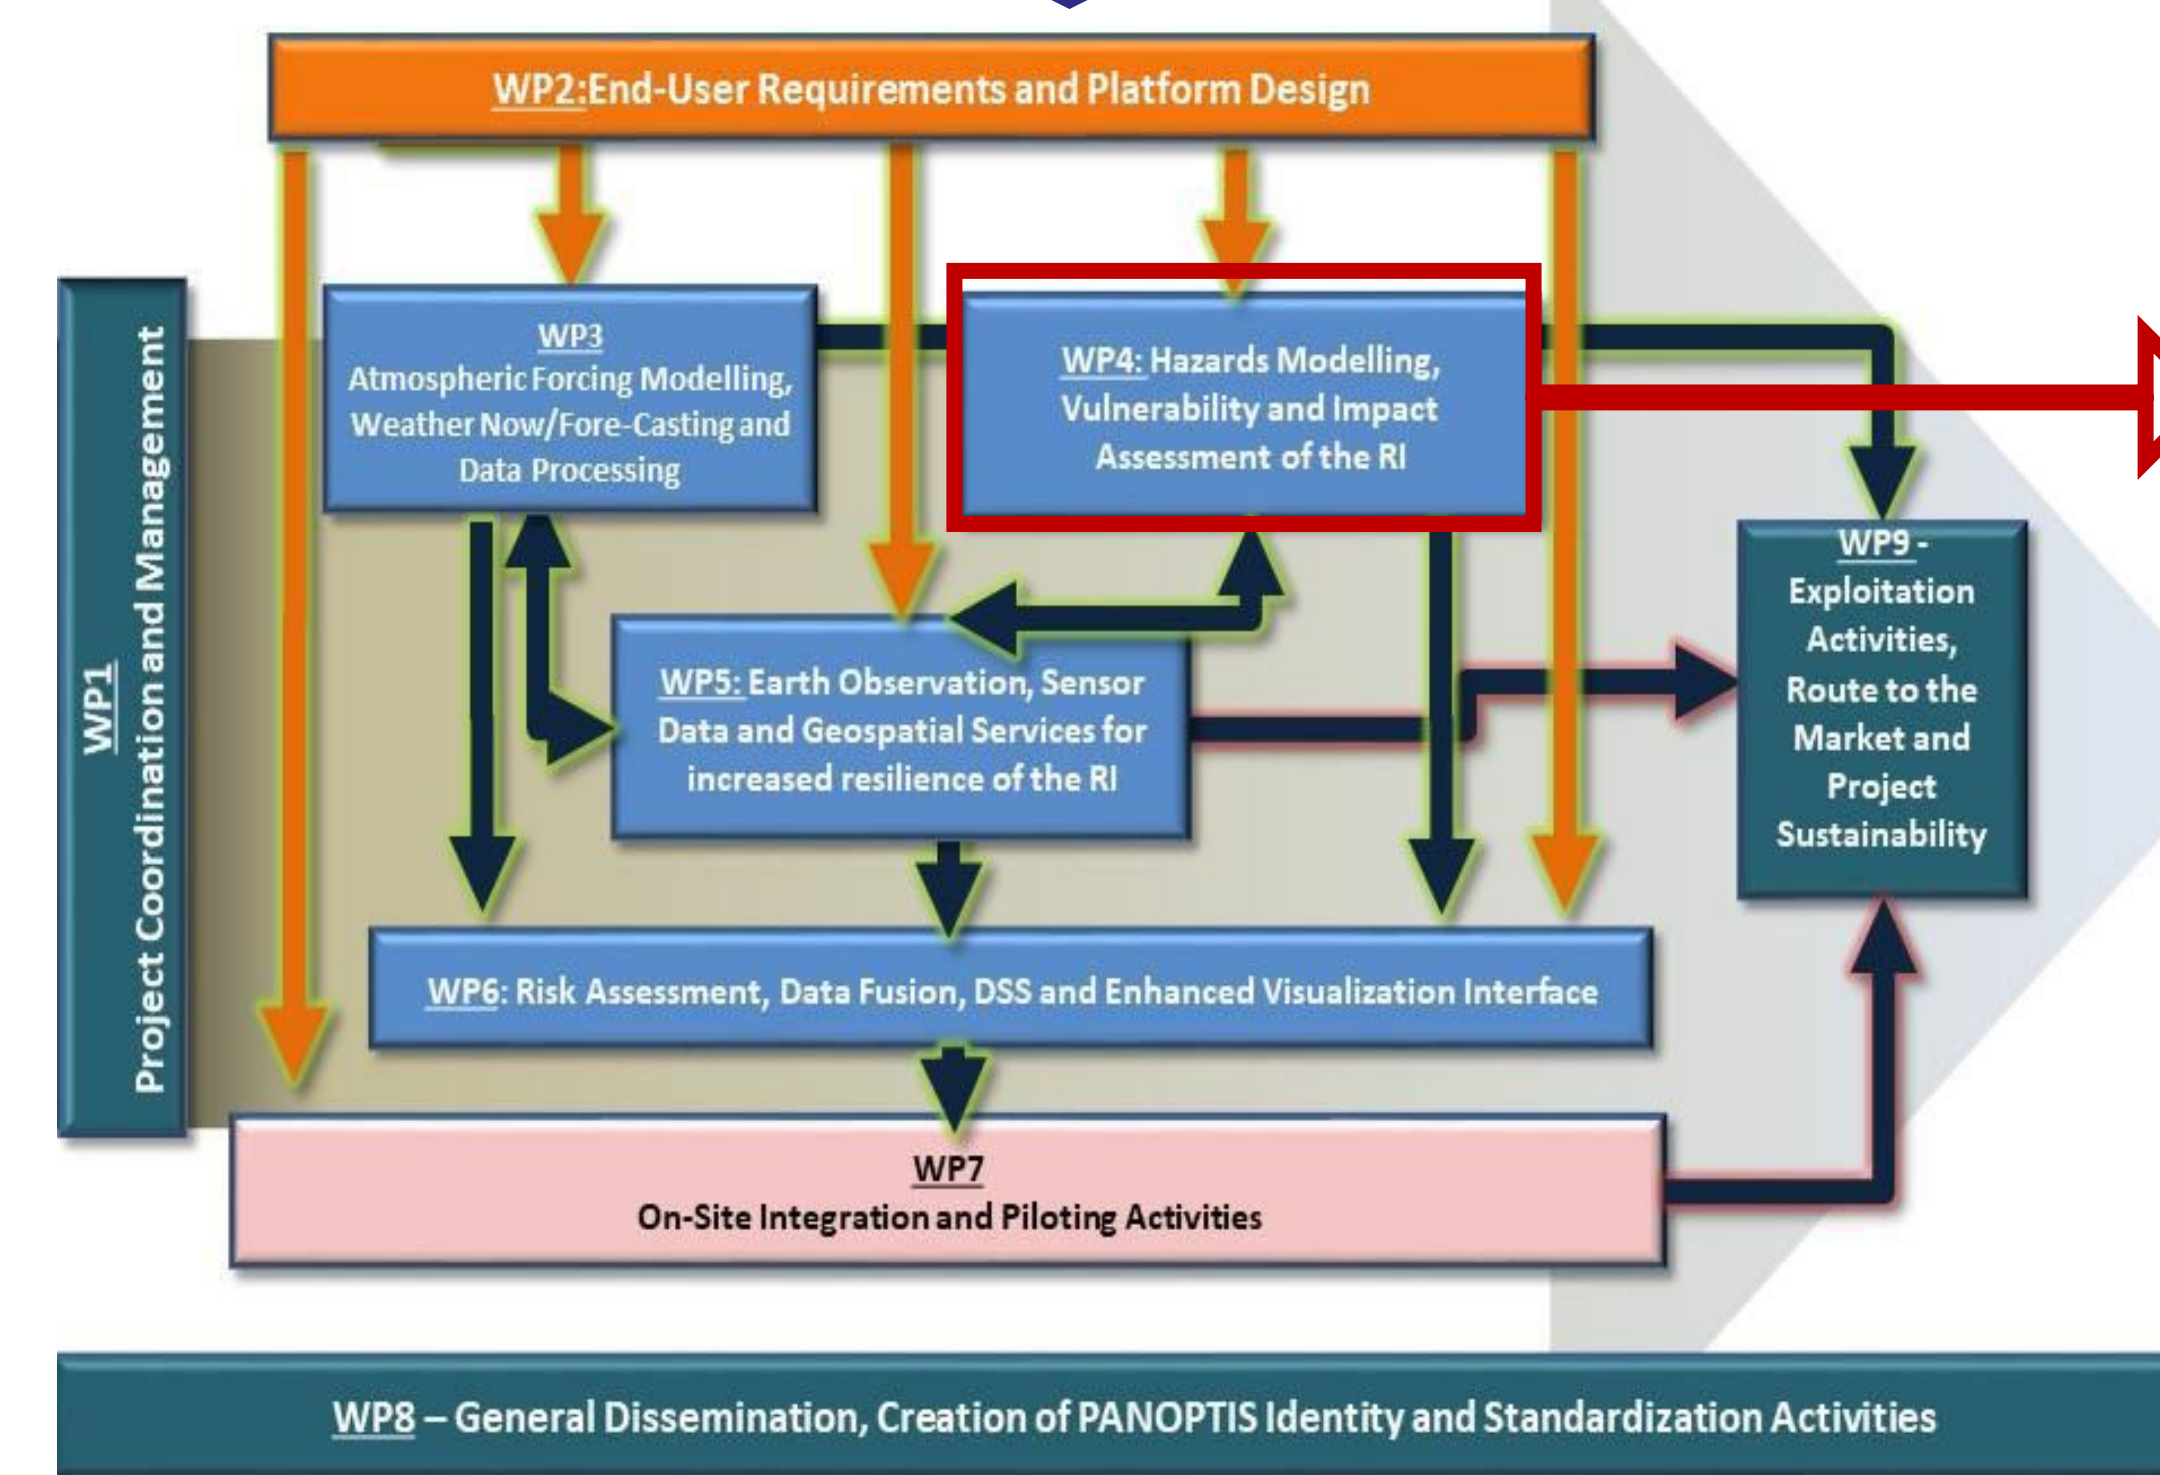 WP2:End-User Requirements and Platform Design
WP1
Project Coordination and Management
WP3
Atmospheric Forcing Modelling,
Weather Now/Fore-Casting and
Data Processing
WP4: Hazards Modelling,
Vulnerability and Impact
Assessment of the RI
WP5: Earth Observation, Sensor
Data and Geospatial Services for
increased resilience of the RI
WP9 -
Exploitation
Activities,
Route to the
Market and
Project
Sustainability
WP6: Risk Assessment, Data Fusion, DSS and Enhanced Visualization Interface
WP7
On-Site Integration and Piloting Activities
WP8 – General Dissemination, Creation of PANOPTIS Identity and Standardization Activities